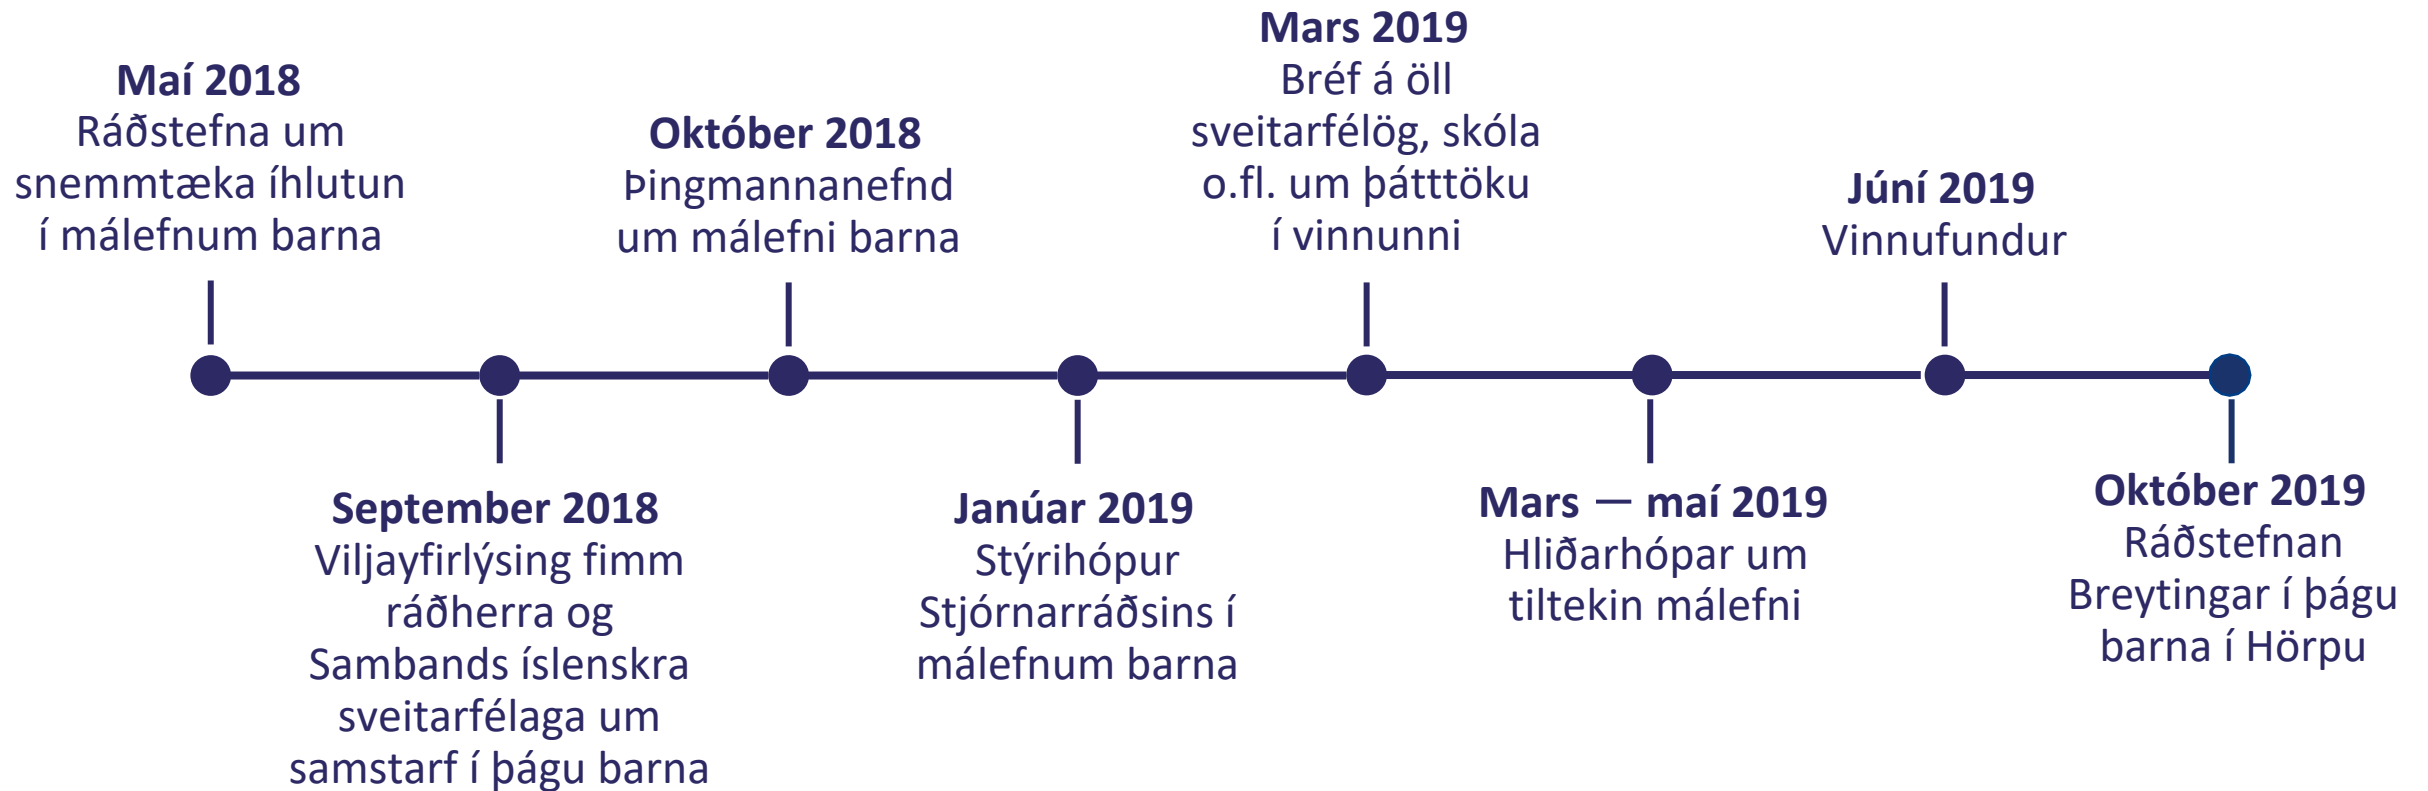 Maí 2018
Ráðstefna um
snemmtæka íhlutun
í málefnum barna
September 2018
Viljayfirlýsing fimm
ráðherra og
Sambands íslenskra
sveitarfélaga um
samstarf í þágu barna
Október 2018
Þingmannanefnd
um málefni barna
Janúar 2019
Stýrihópur
Stjórnarráðsins í
málefnum barna
Mars 2019
Bréf á öll
sveitarfélög, skóla
o.fl. um þátttöku
í vinnunni
Mars — maí 2019
Hliðarhópar um
tiltekin málefni
Júní 2019
Vinnufundur
Október 2019
Ráðstefnan
Breytingar í þágu
barna í Hörpu